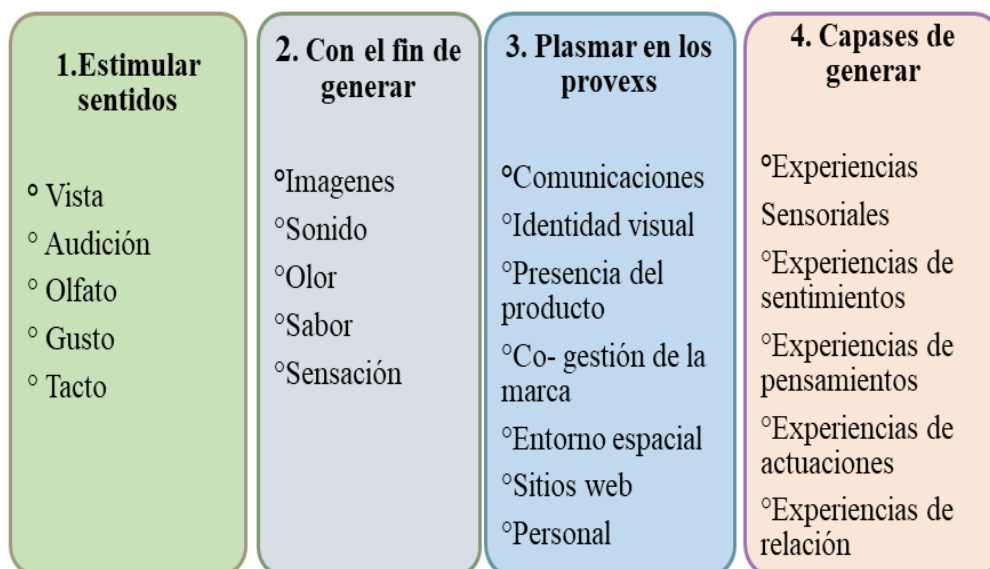 1.Estimular
sentidos
° Vista
° Audición
° Olfato
° Gusto
° Tacto
2. Con el fin de
generar
°Imagenes
°Sonido
°Olor
°Sabor
°Sensación
3. Plasmar en los
provexs
°Comunicaciones
°Identidad visual
°Presencia del
producto
°Co- gestión de la
marca
°Entorno espacial
°Sitios web
°Personal
4. Capases de
generar
°Experiencias
Sensoriales
°Experiencias de
sentimientos
°Experiencias de
pensamientos
°Experiencias de
actuaciones
°Experiencias de
relación